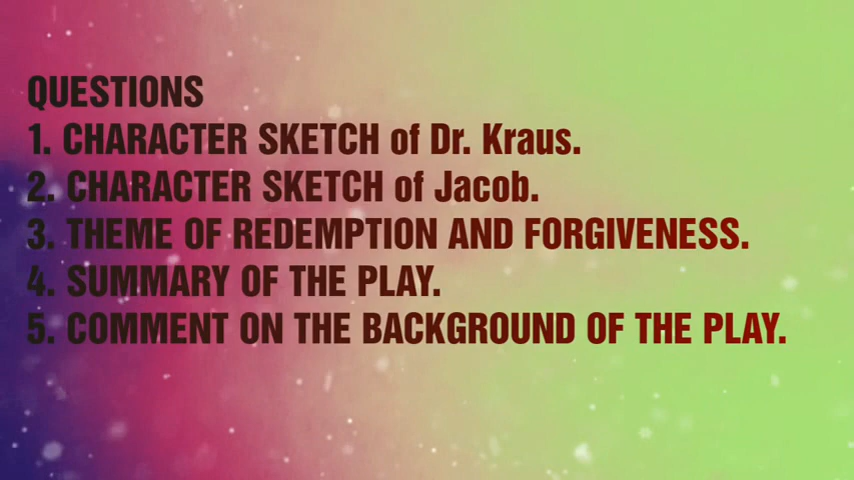 QUESTIONS
1. CHARACTER SKETCH of Dr. Kraus.
2. CHARACTER SKETCH of Jacob.
3. THEME OF REDEMPTION AND FORGIVENESS.
4. SUMMARY OF THE PLAY.
5. COMMENT ON THE BACKGROUND OF THE PLAY.